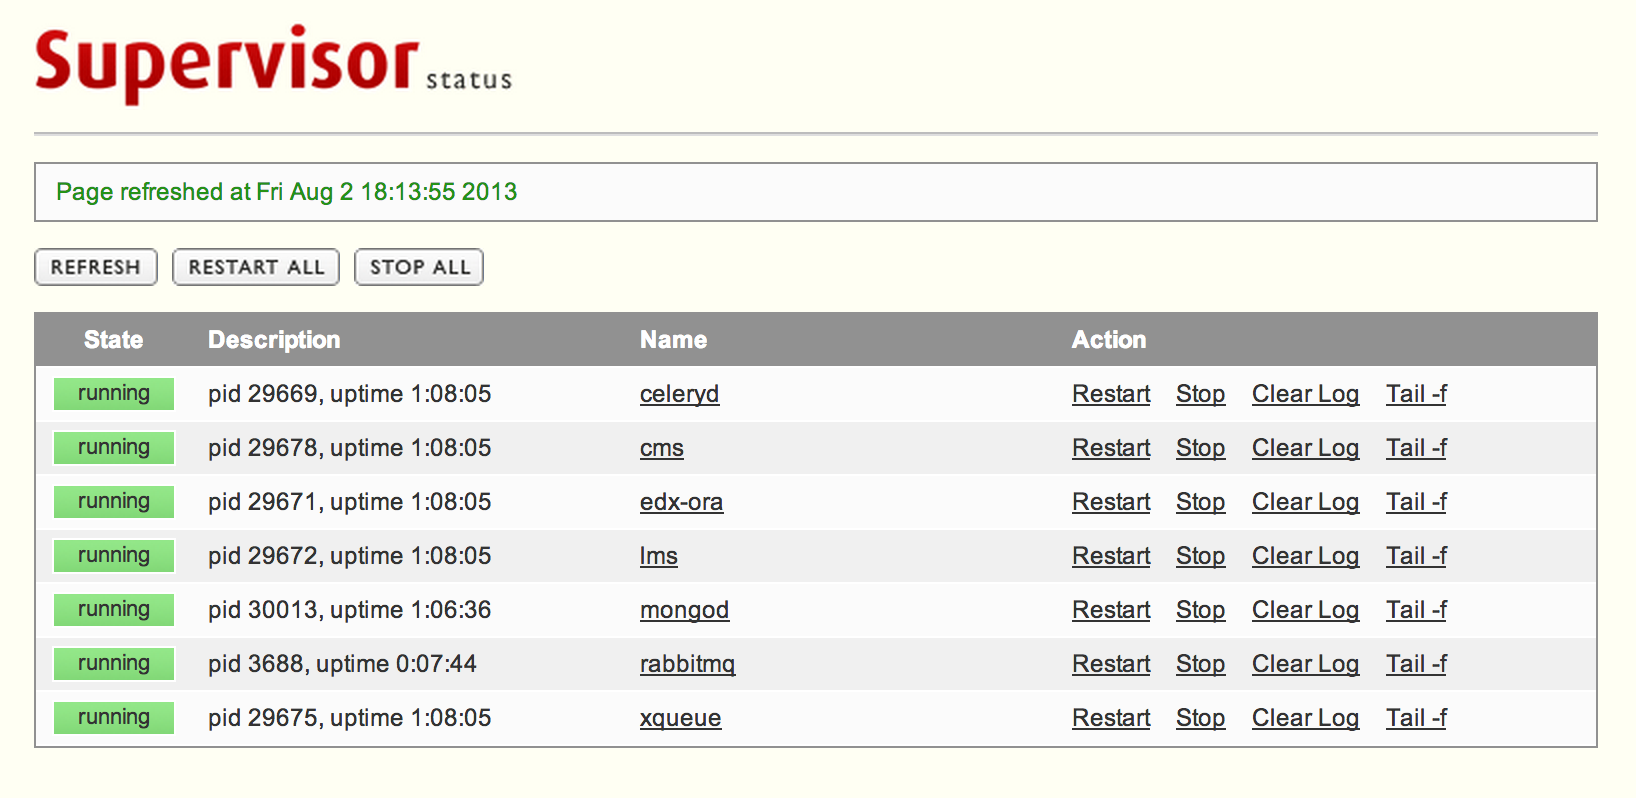 Supervisor status
Page refreshed at Fri Aug 2 18:13:55 2013
REFRESH RESTART ALL STOP ALL
State Description Name Action
running pid 29669, uptime 1:08:05 celeryd Restart Stop Clear Log Tail -f
running pid 29678, uptime 1:08:05 cms Restart Stop Clear Log Tail -f
running pid 29671, uptime 1:08:05 edx-ora Restart Stop Clear Log Tail -f
running pid 29672, uptime 1:08:05 lms Restart Stop Clear Log Tail -f
running pid 30013, uptime 1:06:36 mongod Restart Stop Clear Log Tail -f
running pid 3688, uptime 0:07:44 rabbitmq Restart Stop Clear Log Tail -f
running pid 29675, uptime 1:08:05 xqueue Restart Stop Clear Log Tail -f